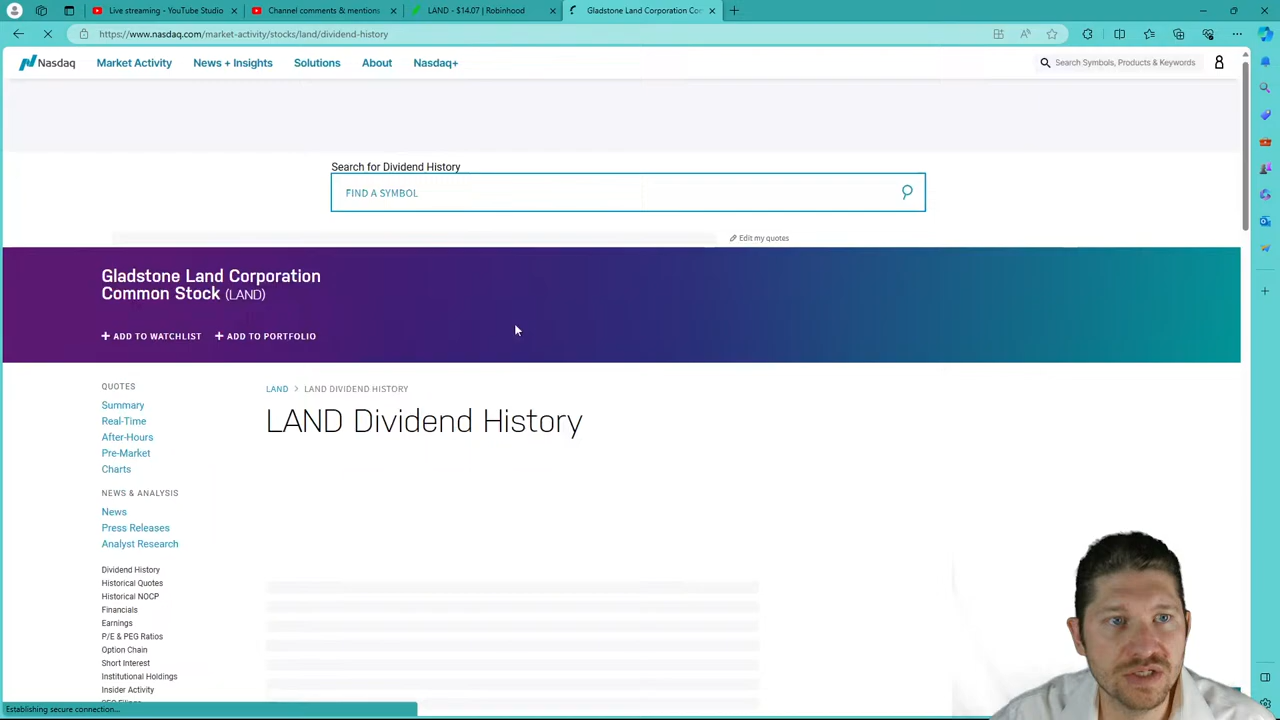 Live streaming - YouTube Studio
Channel comments & mentions
LAND - $14.07 | Robinhood
Gladstone Land Corporation Co
https://www.nasdaq.com/market-activity/stocks/land/dividend-history
Nasdaq
Market Activity
News + Insights
Solutions
About
Nasdaq+
Search Symbols, Products & Keywords
Search for Dividend History
FIND A SYMBOL
Edit my quotes
Gladstone Land Corporation
Common Stock (LAND)
+ ADD TO WATCHLIST
+ ADD TO PORTFOLIO
QUOTES
Summary
Real-Time
After-Hours
Pre-Market
Charts
NEWS & ANALYSIS
News
Press Releases
Analyst Research
Dividend History
Historical Quotes
Historical NOCP
Financials
Earnings
P/E & PEG Ratios
Option Chain
Short Interest
Institutional Holdings
Insider Activity
LAND > LAND DIVIDEND HISTORY
LAND Dividend History
Establishing secure connection...